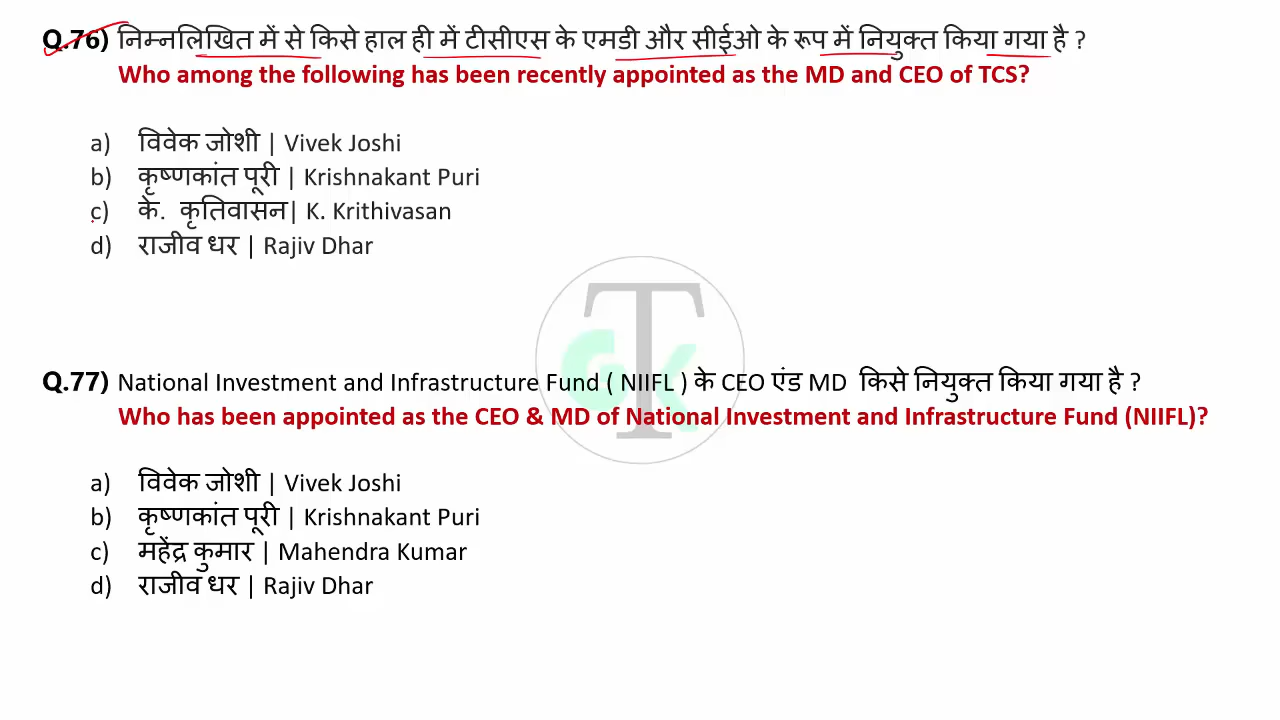 Q.76) निम्नलिखित में से किसे हाल ही में टीसीएस के एमडी और सीईओ के रूप में नियुक्त किया गया है ?
Who among the following has been recently appointed as the MD and CEO of TCS?
a) विवेक जोशी | Vivek Joshi
b) कृष्णकांत पूरी | Krishnakant Puri
c) के. कृतिवासन| K. Krithivasan
d) राजीव धर | Rajiv Dhar
TGK
Q.77) National Investment and Infrastructure Fund ( NIIFL ) के CEO एंड MD किसे नियुक्त किया गया है ?
Who has been appointed as the CEO & MD of National Investment and Infrastructure Fund (NIIFL)?
a) विवेक जोशी | Vivek Joshi
b) कृष्णकांत पूरी | Krishnakant Puri
c) महेंद्र कुमार | Mahendra Kumar
d) राजीव धर | Rajiv Dhar